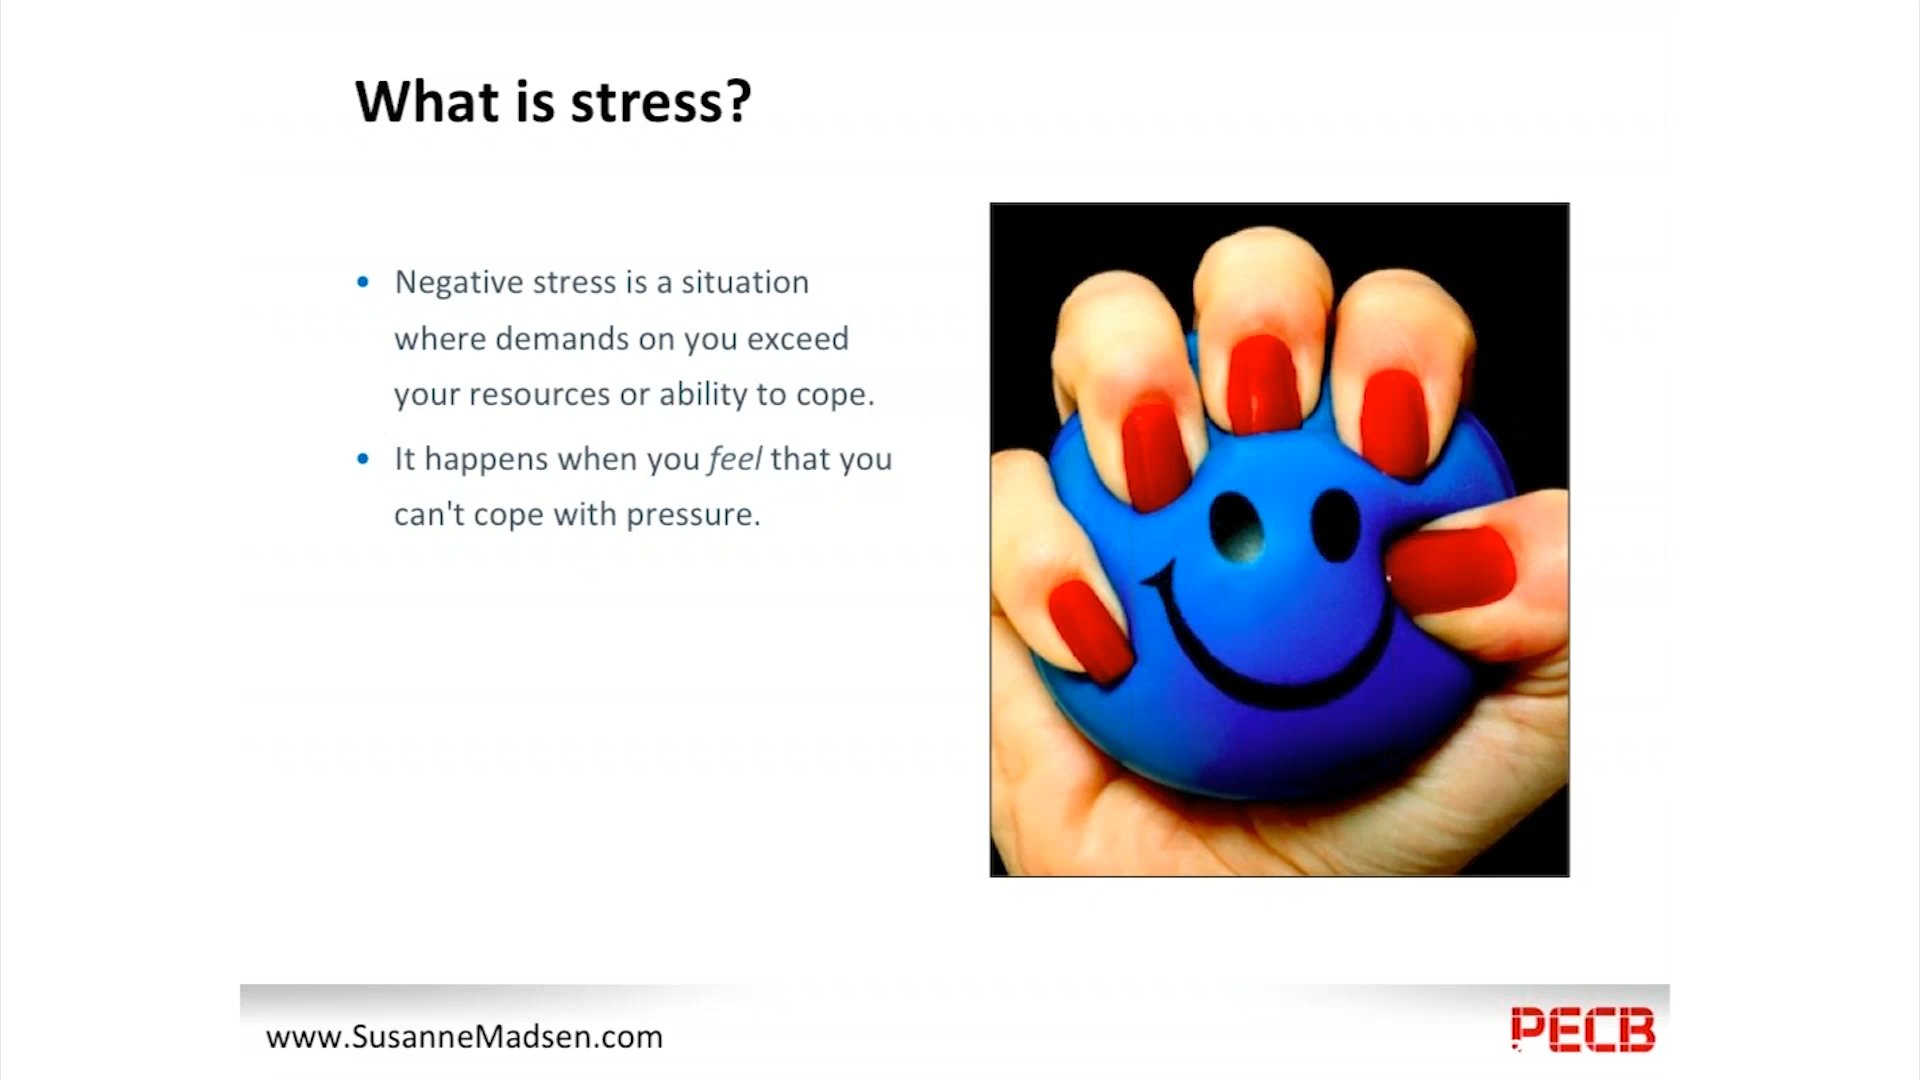 What is stress?
• Negative stress is a situation
where demands on you exceed
your resources or ability to cope.
• It happens when you feel that you
can't cope with pressure.
www.SusanneMadsen.com
PECB